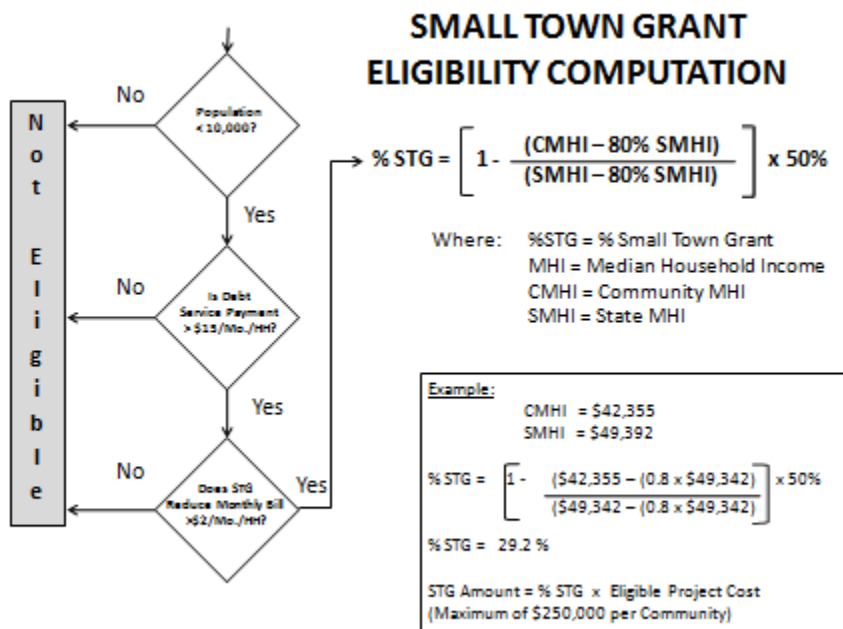 SMALL TOWN GRANT
ELIGIBILITY COMPUTATION
Not Eligible
No
Population
< 10,000?
Yes
No
Is Debt
Service Payment
> $15/Mo./HH?
Yes
No
Does STG
Reduce Monthly Bill
>$2/Mo./HH?
Yes
% STG = [ 1 - (CMHI – 80% SMHI) / (SMHI – 80% SMHI) ] x 50%
Where: %STG = % Small Town Grant
MHI = Median Household Income
CMHI = Community MHI
SMHI = State MHI
Example:
CMHI = $42,355
SMHI = $49,392
% STG = [ 1 - ($42,355 – (0.8 x $49,342) / ($49,342 – (0.8 x $49,342) ] x 50%
% STG = 29.2 %
STG Amount = % STG x Eligible Project Cost
(Maximum of $250,000 per Community)